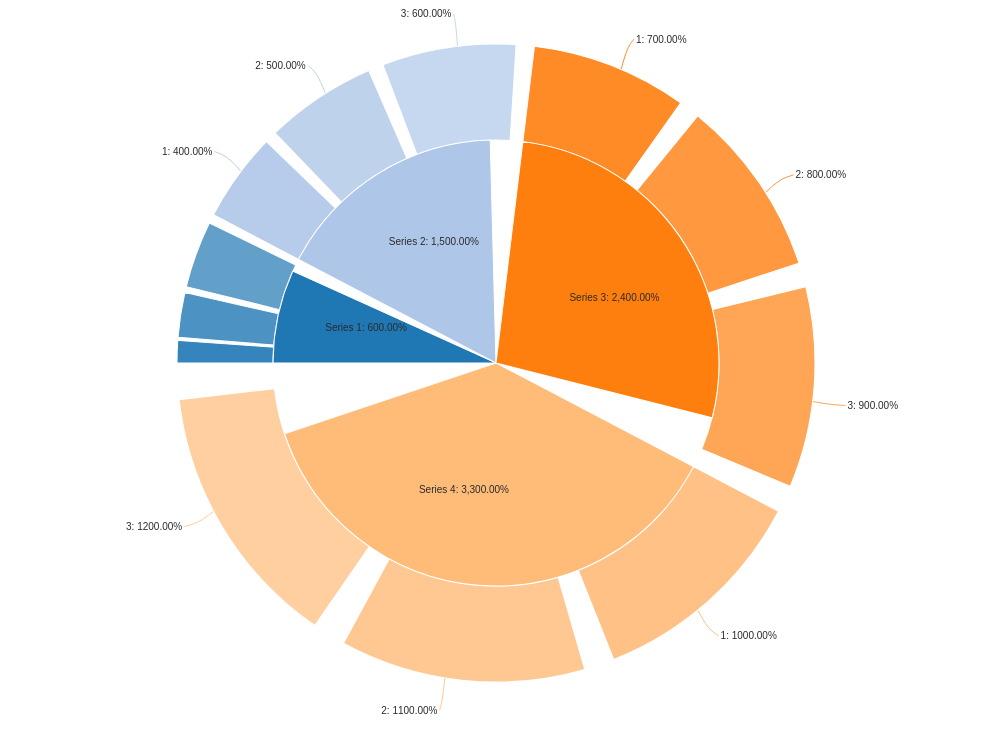 3: 600.00%
1: 700.00%
2: 500.00%
1: 400.00%
2: 800.00%
Series 2: 1,500.00%
Series 3: 2,400.00%
Series 1: 600.00%
3: 900.00%
Series 4: 3,300.00%
3: 1200.00%
1: 1000.00%
2: 1100.00%